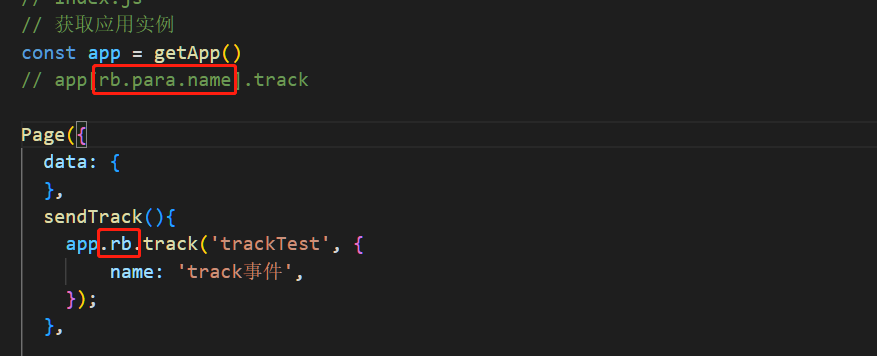 // index.js
// 获取应用实例
const app = getApp()
// app[rb.para.name].track
Page({
data: {
},
sendTrack(){
app.rb.track('trackTest', {
name: 'track事件',
});
},